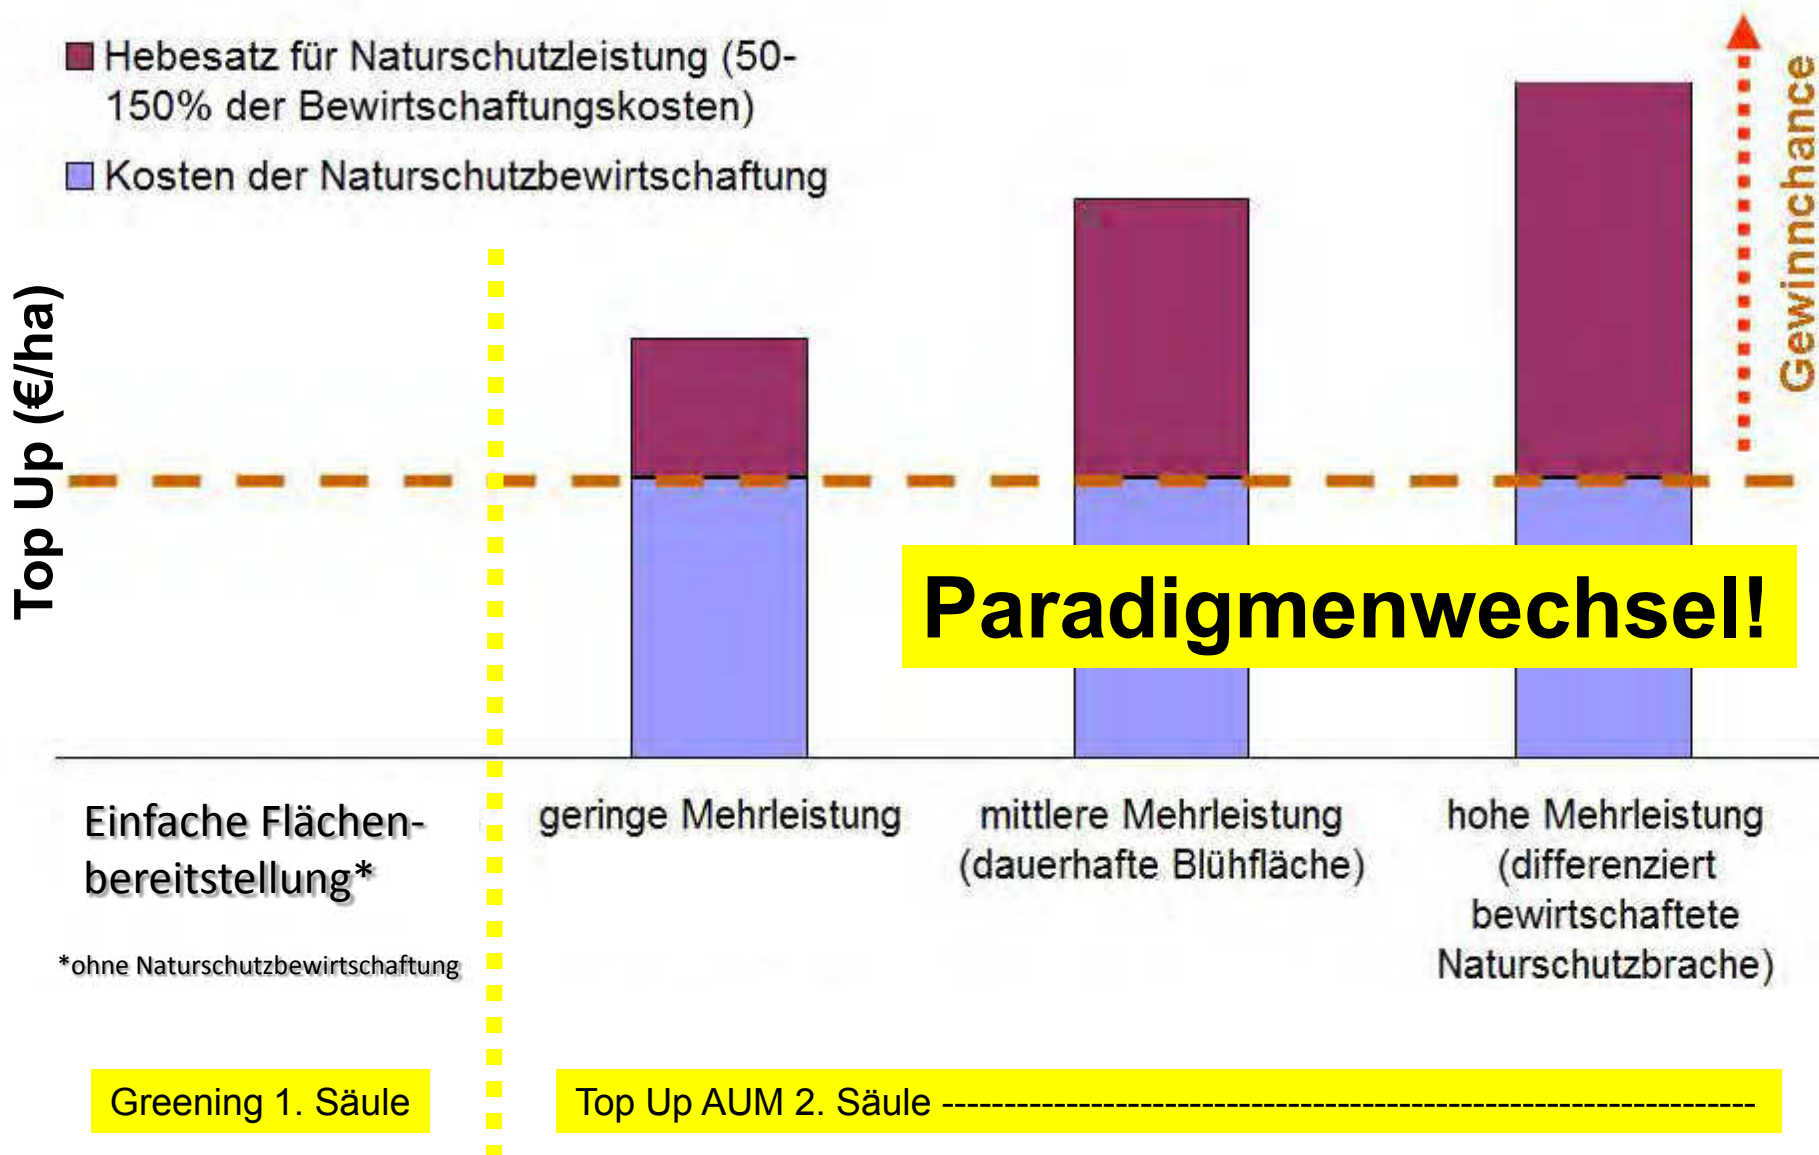 Hebesatz für Naturschutzleistung (50-
150% der Bewirtschaftungskosten)
Kosten der Naturschutzbewirtschaftung
Top Up (€/ha)
Gewinnchance
Paradigmenwechsel!
Einfache Flächen-
bereitstellung*
*ohne Naturschutzbewirtschaftung
geringe Mehrleistung
mittlere Mehrleistung
(dauerhafte Blühfläche)
hohe Mehrleistung
(differenziert
bewirtschaftete
Naturschutzbrache)
Greening 1. Säule
Top Up AUM 2. Säule ------------------------------------------------------------------